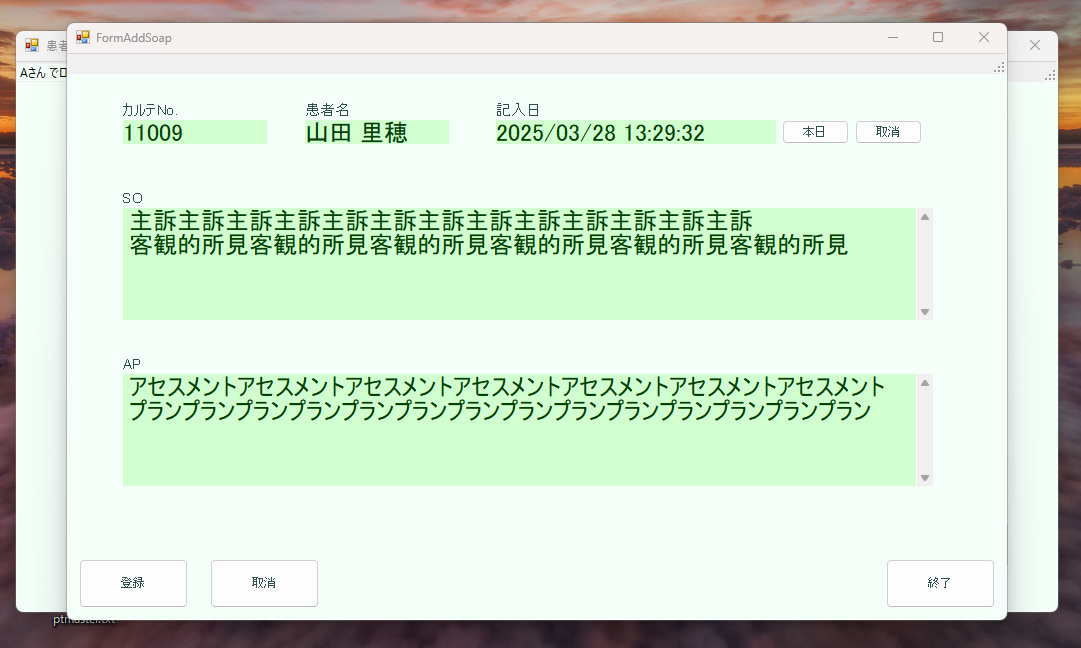 FormAddSoap
患者
Aさん でロ
カルテNo.
患者名
記入日
11009
山田 里穂
2025/03/28 13:29:32
本日
取消
SO
主訴主訴主訴主訴主訴主訴主訴主訴主訴主訴主訴主訴主訴
客観的所見客観的所見客観的所見客観的所見客観的所見客観的所見
AP
アセスメントアセスメントアセスメントアセスメントアセスメントアセスメントアセスメント
プランプランプランプランプランプランプランプランプランプランプランプランプランプラン
登録
取消
終了
ptmaster.txt